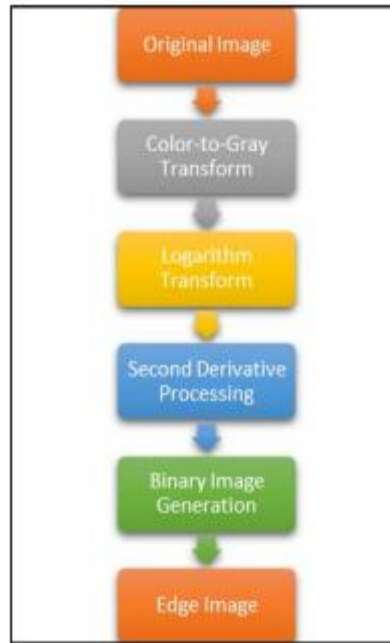 Original Image
Color-to-Gray
Transform
Logarithm
Transform
Second Derivative
Processing
Binary Image
Generation
Edge Image